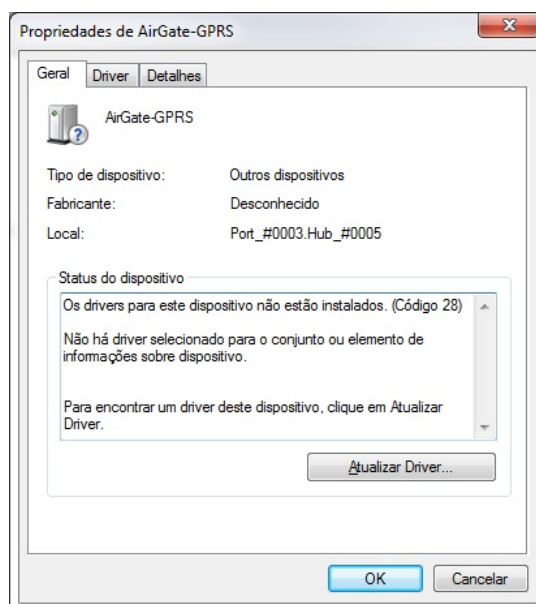 Propriedades de AirGate-GPRS
Geral Driver Detalhes
AirGate-GPRS
Tipo de dispositivo: Outros dispositivos
Fabricante: Desconhecido
Local: Port_#0003.Hub_#0005
Status do dispositivo
Os drivers para este dispositivo não estão instalados. (Código 28)
Não há driver selecionado para o conjunto ou elemento de
informações sobre dispositivo.
Para encontrar um driver deste dispositivo, clique em Atualizar
Driver.
Atualizar Driver...
OK Cancelar